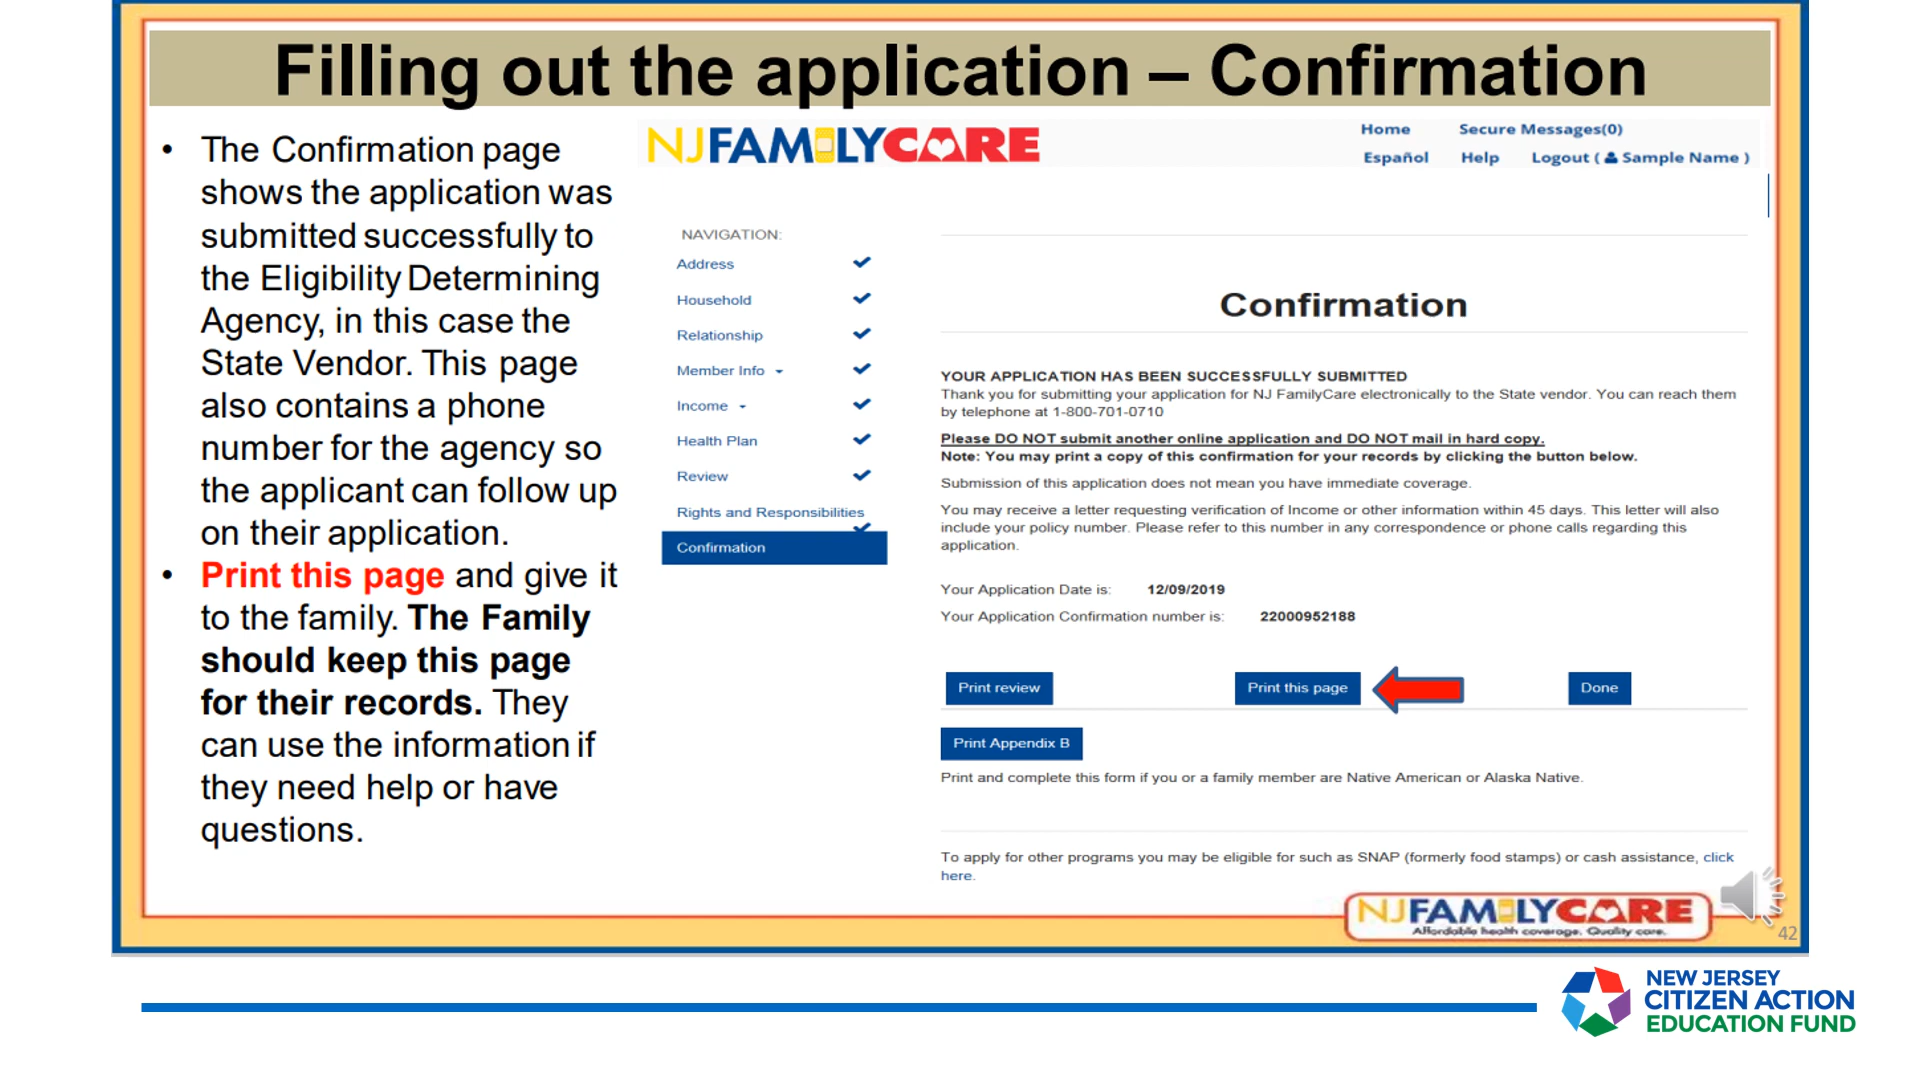 Filling out the application – Confirmation
• The Confirmation page
shows the application was
submitted successfully to
the Eligibility Determining
Agency, in this case the
State Vendor. This page
also contains a phone
number for the agency so
the applicant can follow up
on their application.
• Print this page and give it
to the family. The Family
should keep this page
for their records. They
can use the information if
they need help or have
questions.
NJFAMILYCARE
Home Secure Messages(0)
Español Help Logout ( Sample Name )
NAVIGATION:
Address
Household
Relationship
Member Info
Income
Health Plan
Review
Rights and Responsibilities
Confirmation
Confirmation
YOUR APPLICATION HAS BEEN SUCCESSFULLY SUBMITTED
Thank you for submitting your application for NJ FamilyCare electronically to the State vendor. You can reach them
by telephone at 1-800-701-0710
Please DO NOT submit another online application and DO NOT mail in hard copy.
Note: You may print a copy of this confirmation for your records by clicking the button below.
Submission of this application does not mean you have immediate coverage.
You may receive a letter requesting verification of Income or other information within 45 days. This letter will also
include your policy number. Please refer to this number in any correspondence or phone calls regarding this
application.
Your Application Date is: 12/09/2019
Your Application Confirmation number is: 22000952188
Print review Print this page Done
Print Appendix B
Print and complete this form if you or a family member are Native American or Alaska Native.
To apply for other programs you may be eligible for such as SNAP (formerly food stamps) or cash assistance, click
here.
NJFAMILYCARE
Affordable health coverage. Quality care.
42
NEW JERSEY
CITIZEN ACTION
EDUCATION FUND